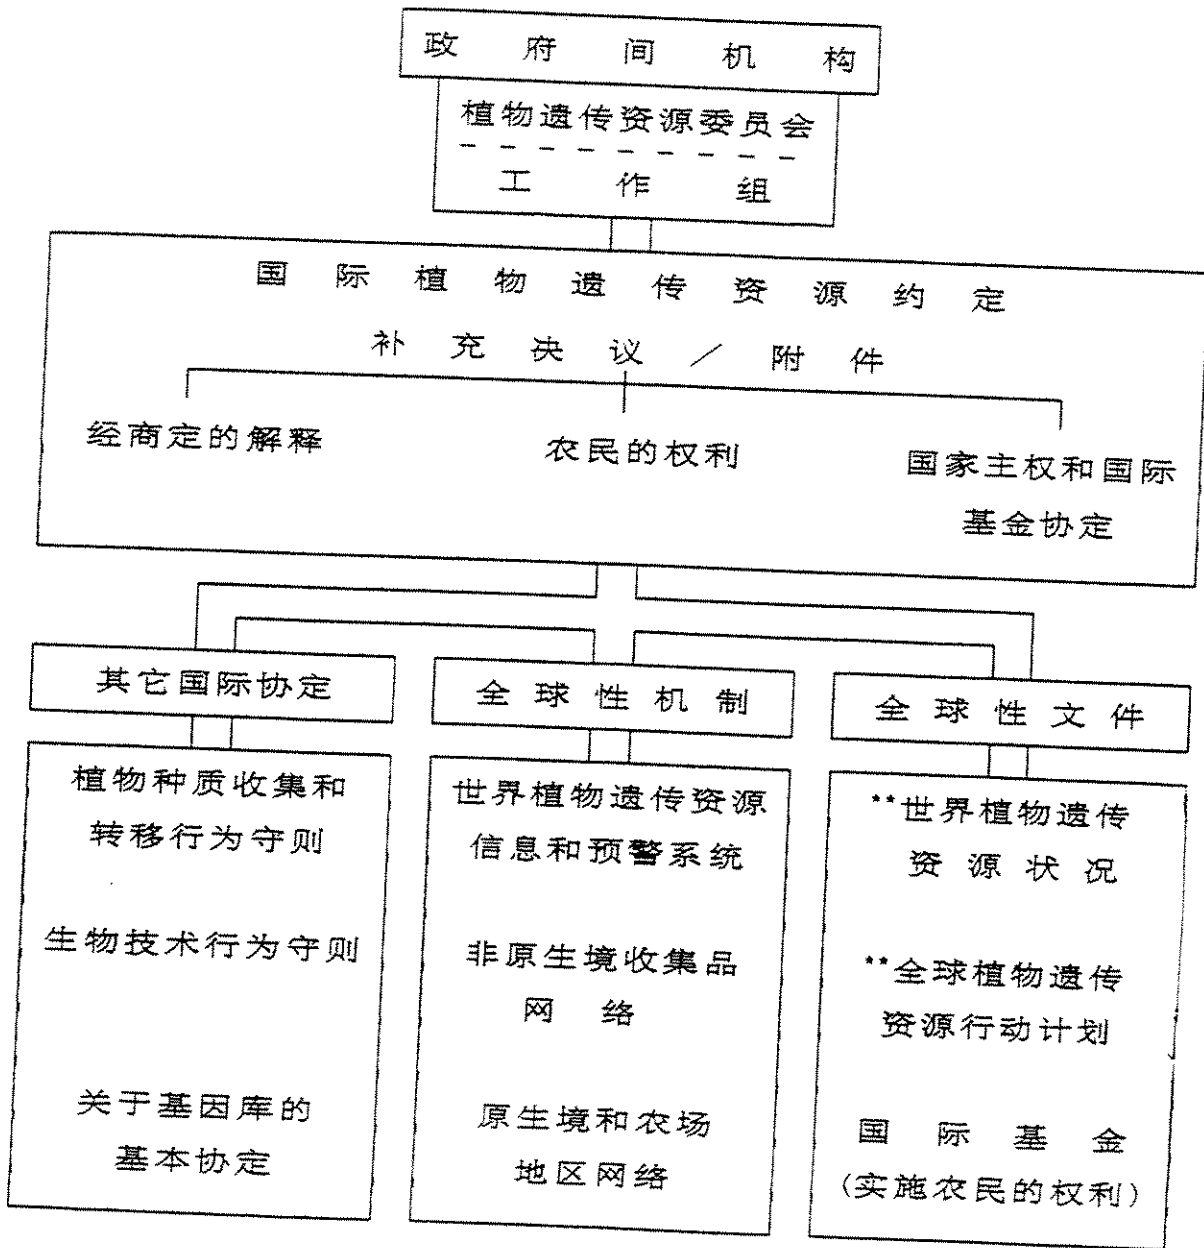 政府间机构
植物遗传资源委员会
工作组
国际植物遗传资源约定
补充决议／附件
经商定的解释
农民的权利
国家主权和国际
基金协定
其它国际协定
植物种质收集和
转移行为守则
生物技术行为守则
关于基因库的
基本协定
全球性机制
世界植物遗传资源
信息和预警系统
非原生境收集品
网络
原生境和农场
地区网络
全球性文件
**世界植物遗传
资源状况
**全球植物遗传
资源行动计划
国际基金
(实施农民的权利)